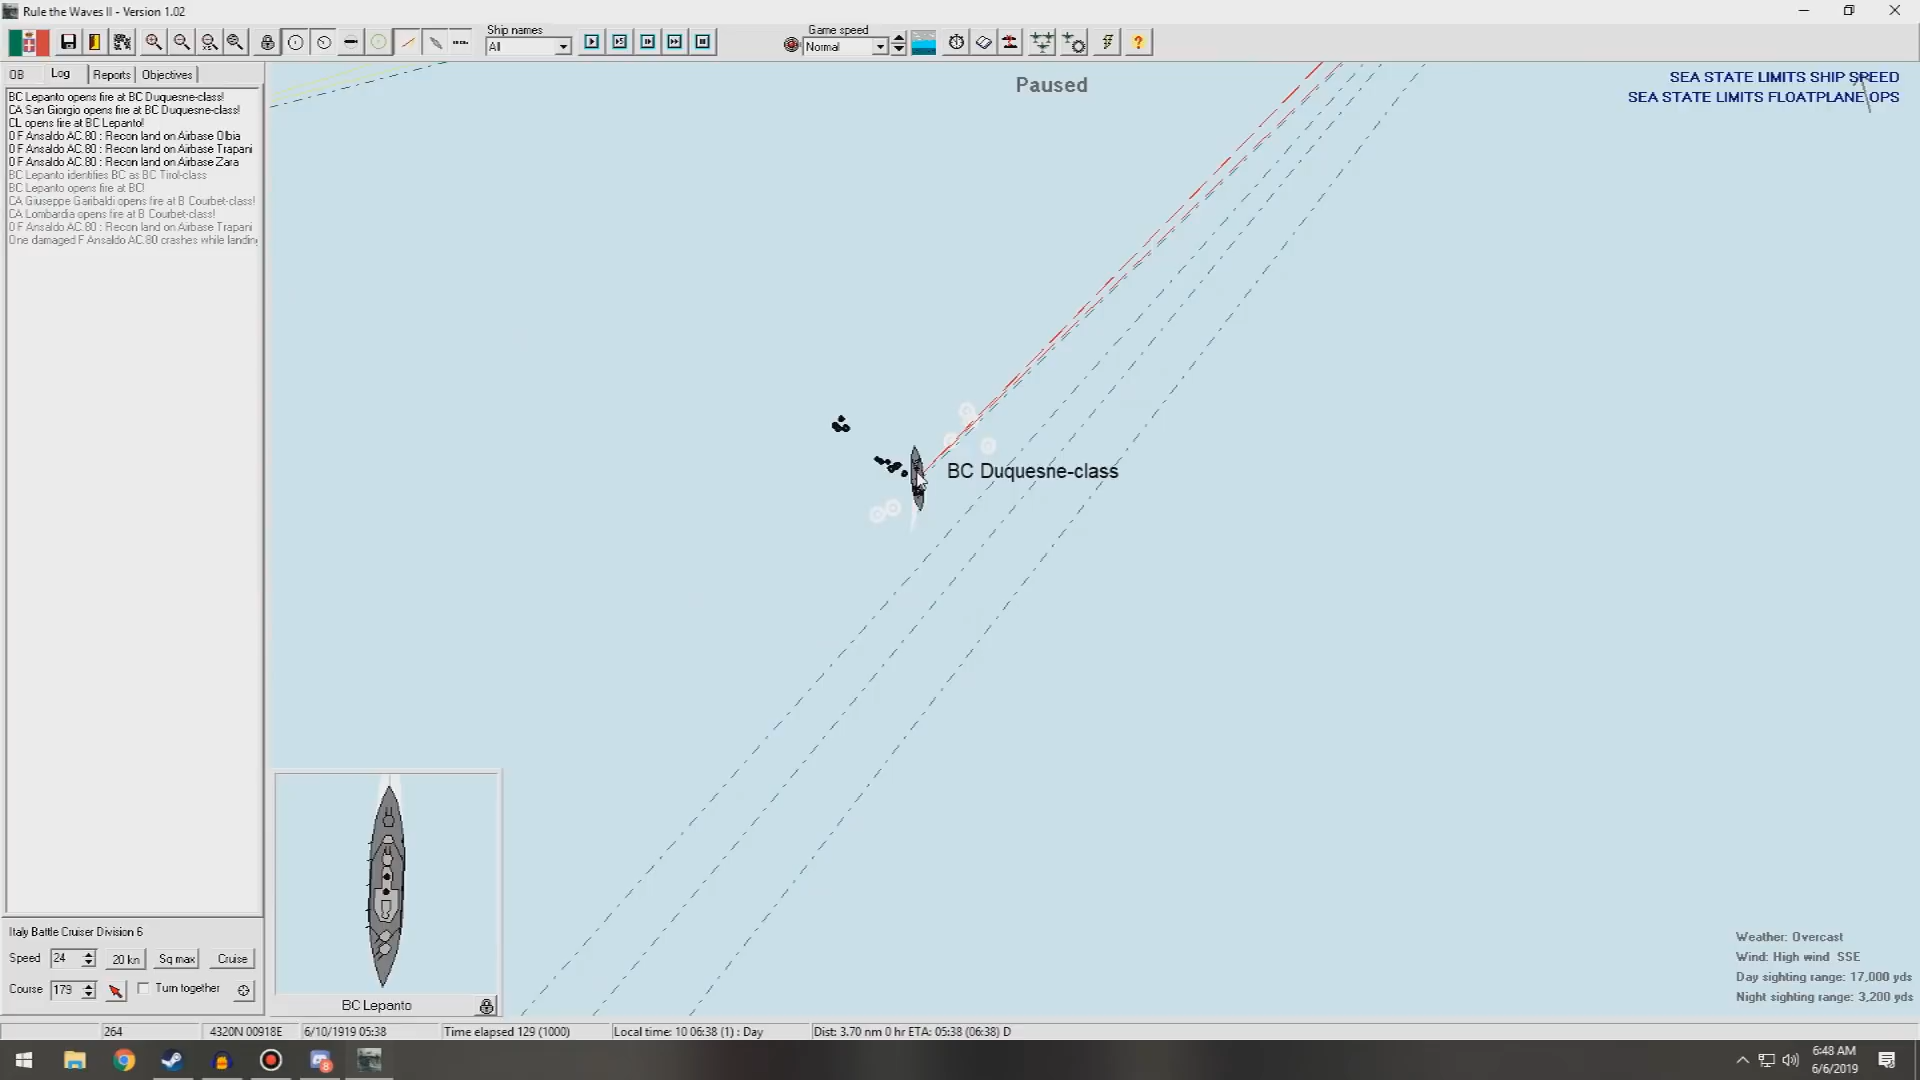 Rule the Waves II - Version 1.02
Ship names
All
Game speed
Normal
OB
Log
Reports
Objectives
BC Lepanto opens fire at BC Duquesne-class!
CA San Giorgio opens fire at BC Duquesne-class!
CL opens fire at BC Lepanto!
0 F Ansaldo AC.80 : Recon land on Airbase Olbia
0 F Ansaldo AC.80 : Recon land on Airbase Trapani
0 F Ansaldo AC.80 : Recon land on Airbase Zara
BC Lepanto identifies BC as BC Tirol-class
BC Lepanto opens fire at BC!
CA Giuseppe Garibaldi opens fire at B Courbet-class!
CA Lombardia opens fire at B Courbet-class!
0 F Ansaldo AC.80 : Recon land on Airbase Trapani
One damaged F Ansaldo AC.80 crashes while landin
Paused
SEA STATE LIMITS SHIP SPEED
SEA STATE LIMITS FLOATPLANE OPS
BC Duquesne-class
Italy Battle Cruiser Division 6
Speed 24 20 kn Sq max Cruise
Course 179 Turn together
BC Lepanto
Weather: Overcast
Wind: High wind SSE
Day sighting range: 17,000 yds
Night sighting range: 3,200 yds
264 4320N 00918E 6/10/1919 05:38 Time elapsed 129 (1000) Local time: 10 06:38 (1) : Day Dist: 3.70 nm 0 hr ETA: 05:38 (06:38) D
8
6:48 AM
6/6/2019